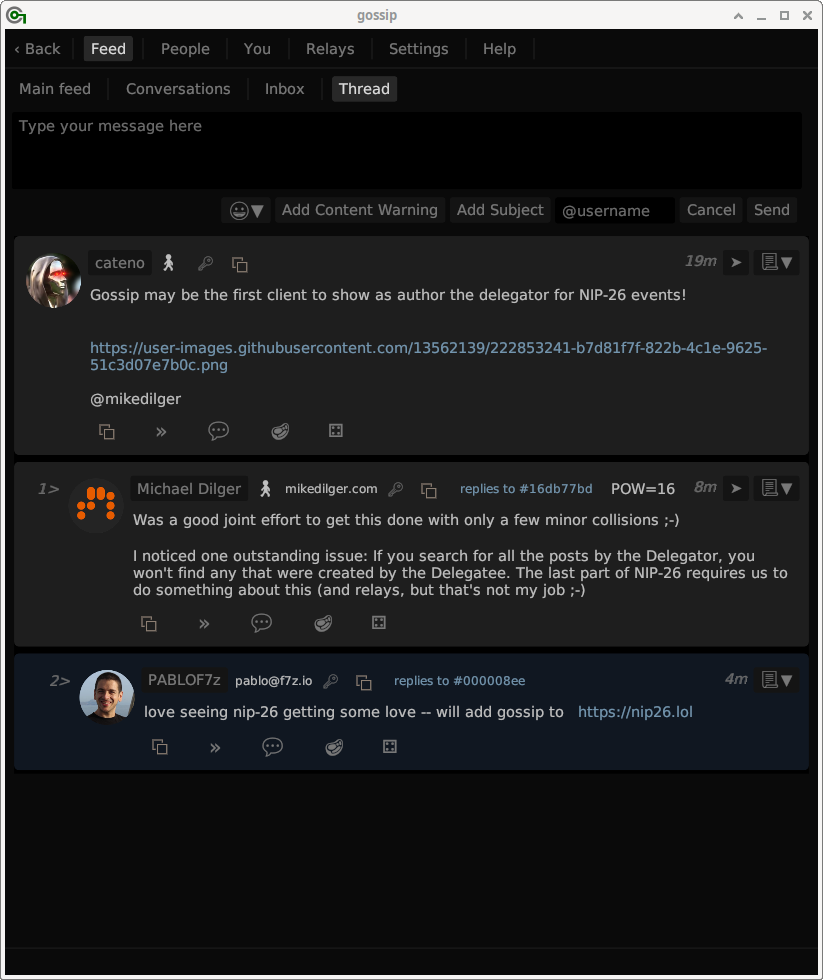 gossip
‹ Back Feed People You Relays Settings Help
Main feed Conversations Inbox Thread
Type your message here
Add Content Warning Add Subject @username Cancel Send
cateno 19m
Gossip may be the first client to show as author the delegator for NIP-26 events!
https://user-images.githubusercontent.com/13562139/222853241-b7d81f7f-822b-4c1e-9625-
51c3d07e7b0c.png
@mikedilger
1> Michael Dilger mikedilger.com replies to #16db77bd POW=16 8m
Was a good joint effort to get this done with only a few minor collisions ;-)
I noticed one outstanding issue: If you search for all the posts by the Delegator, you
won't find any that were created by the Delegatee. The last part of NIP-26 requires us to
do something about this (and relays, but that's not my job ;-)
2> PABLOF7z pablo@f7z.io replies to #000008ee 4m
love seeing nip-26 getting some love -- will add gossip to https://nip26.lol